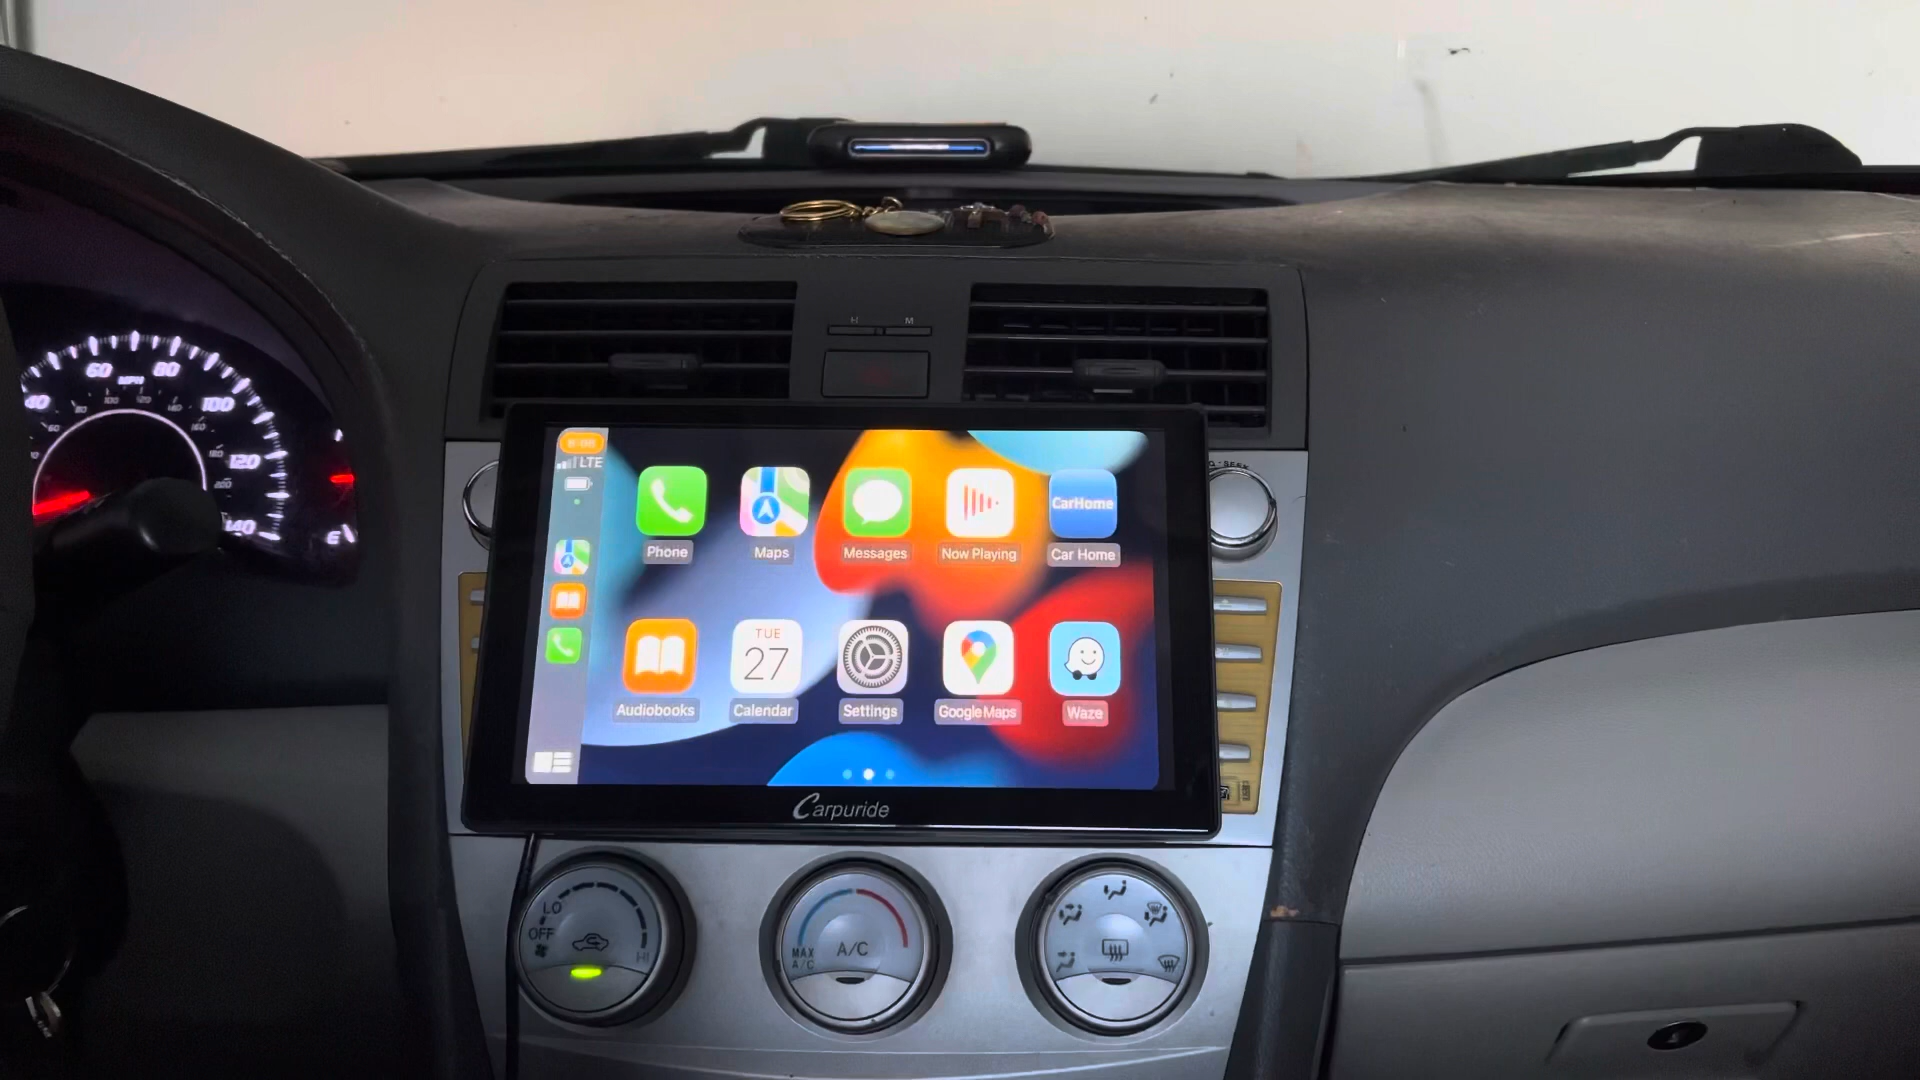 60
80
MPH
40
100
120
140
E
H
M
LTE
Phone
Maps
Messages
Now Playing
CarHome
Car Home
TUE
27
Audiobooks
Calendar
Settings
Google Maps
Waze
Carpuride
LO
OFF
HI
MAX
A/C
A/C